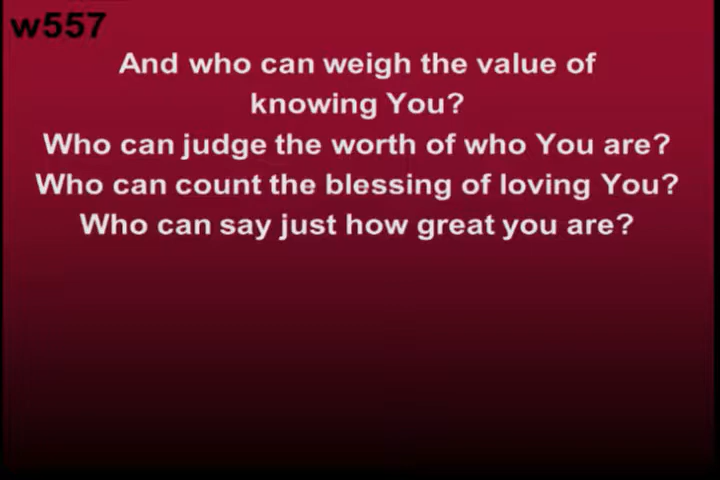 w557
And who can weigh the value of
knowing You?
Who can judge the worth of who You are?
Who can count the blessing of loving You?
Who can say just how great you are?